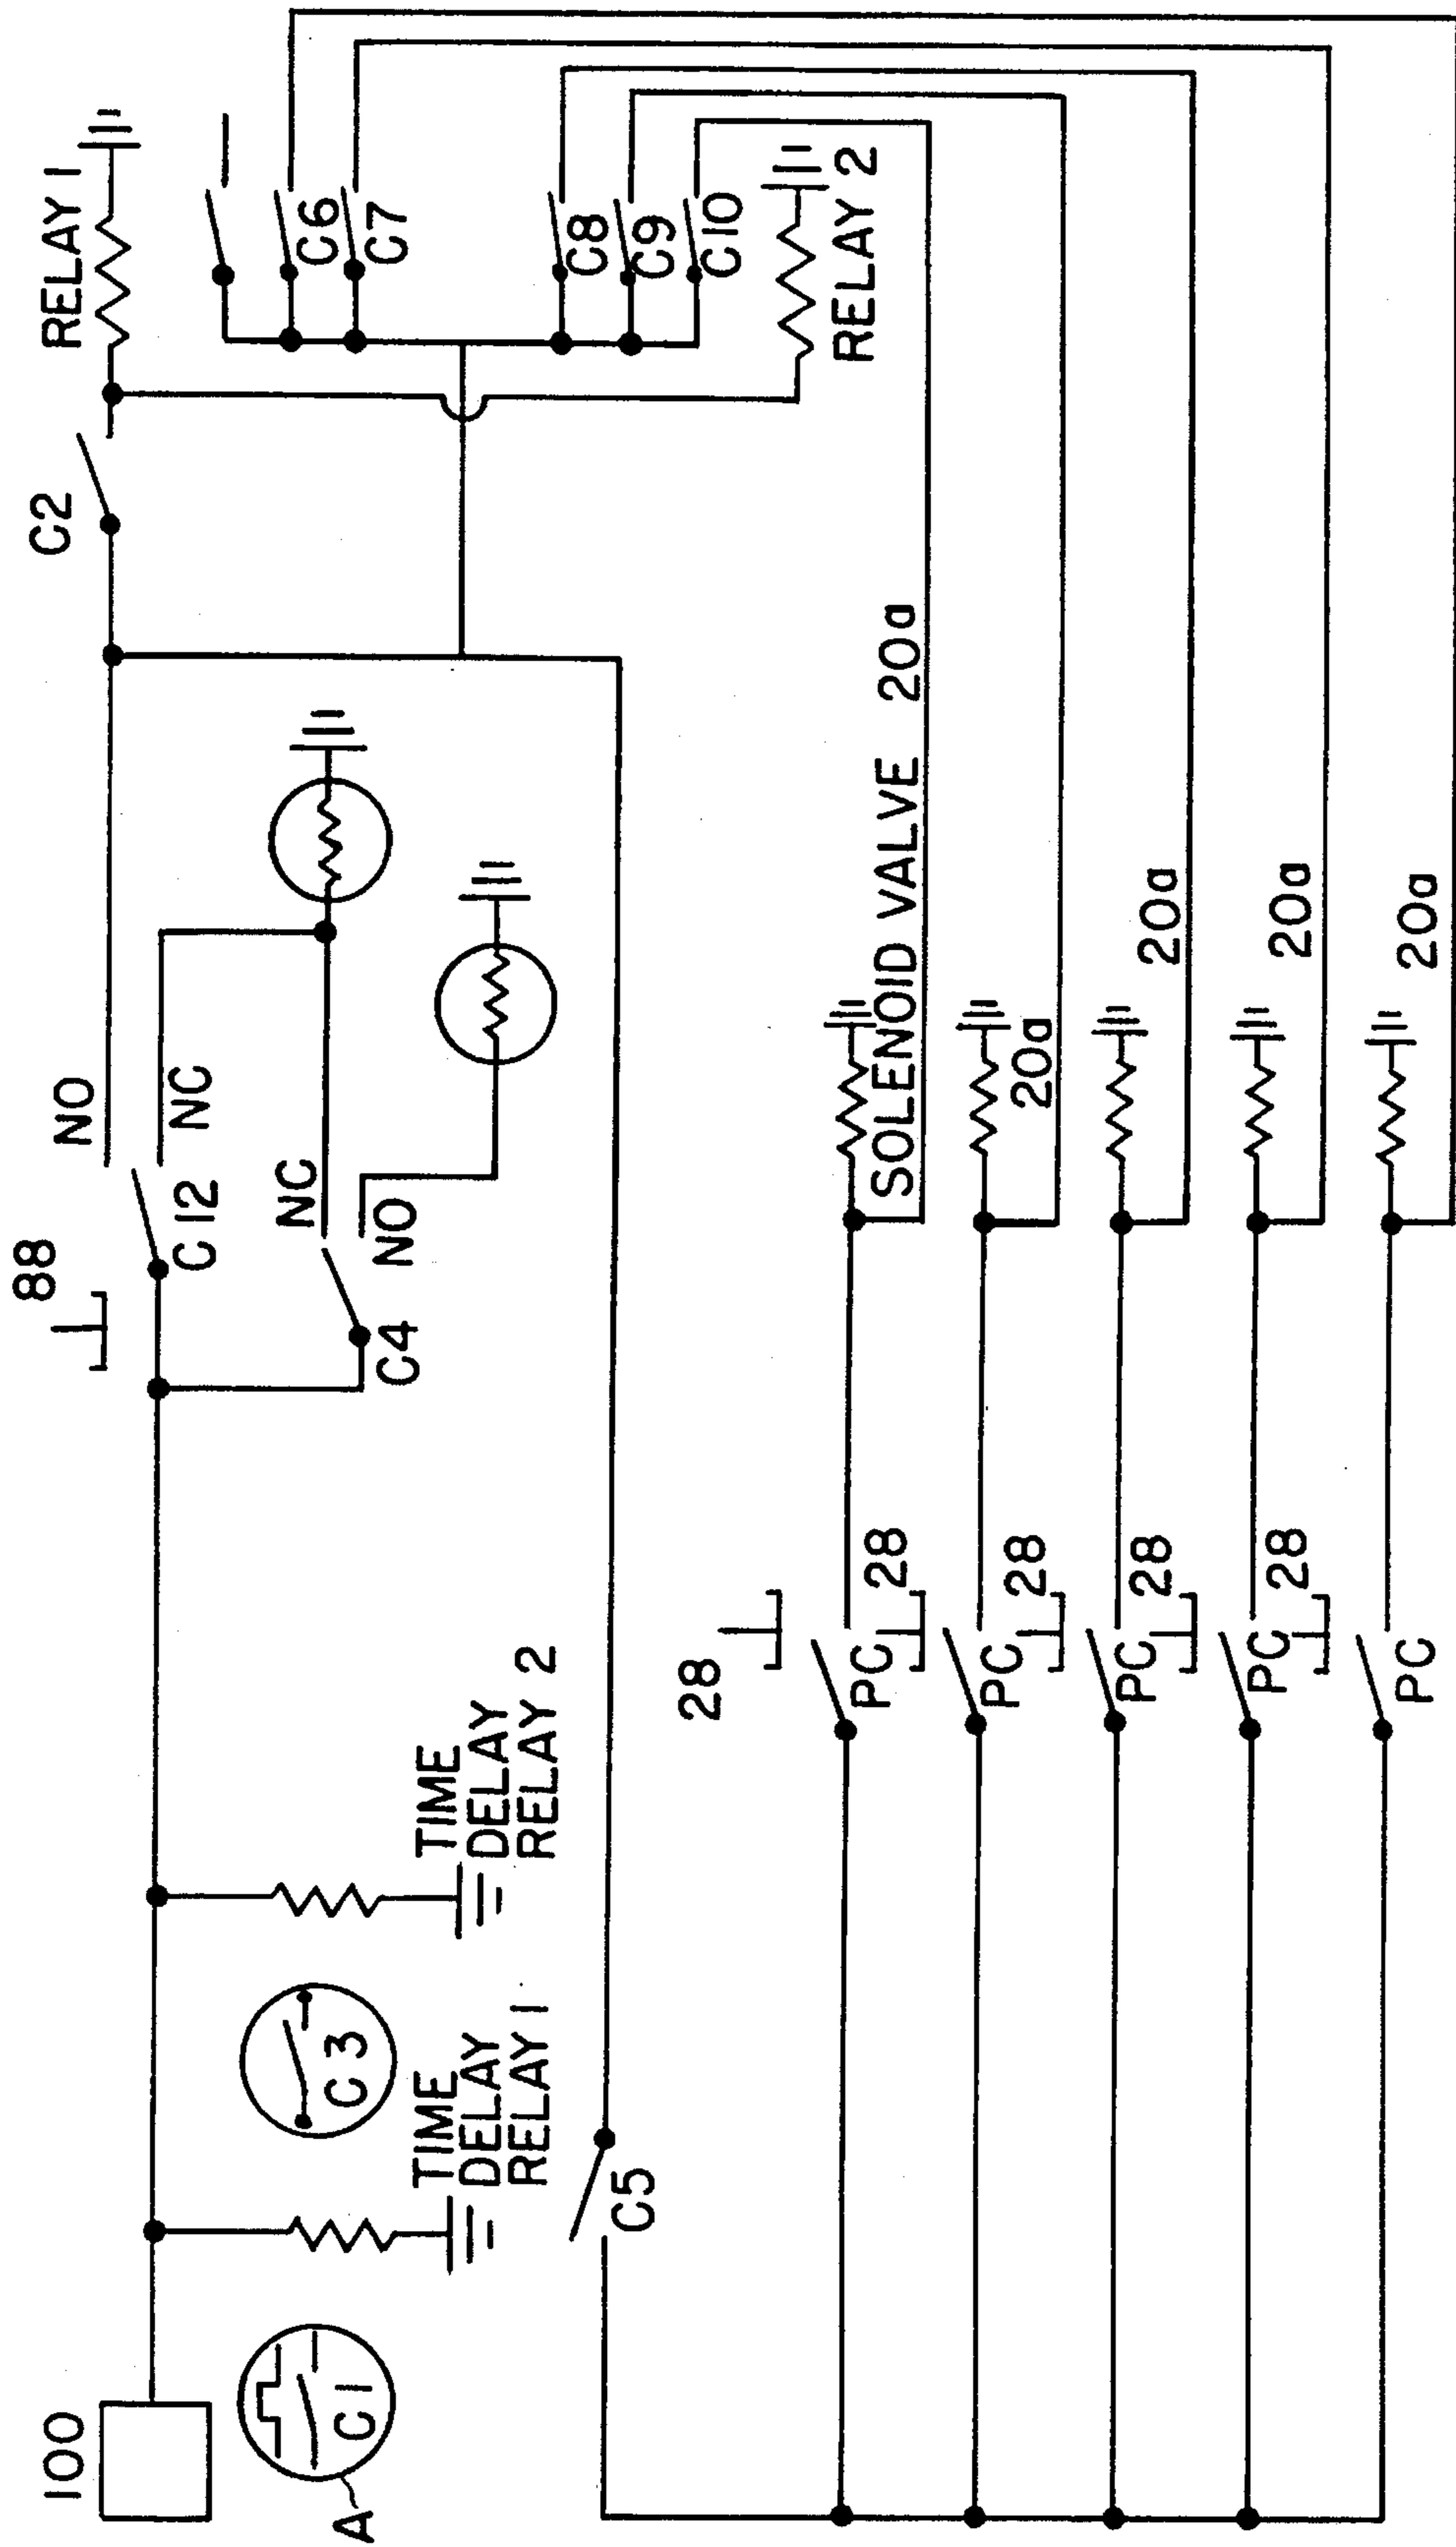 100
88
C2
RELAY 1
NO
C12
NC
NC
C6
A
C1
C3
C4
NO
C7
TIME
DELAY
RELAY 1
TIME
DELAY
RELAY 2
C5
C8
C9
C10
RELAY 2
28
PC
28
SOLENOID VALVE 20a
PC
28
20a
PC
28
20a
PC
28
20a
PC
20a